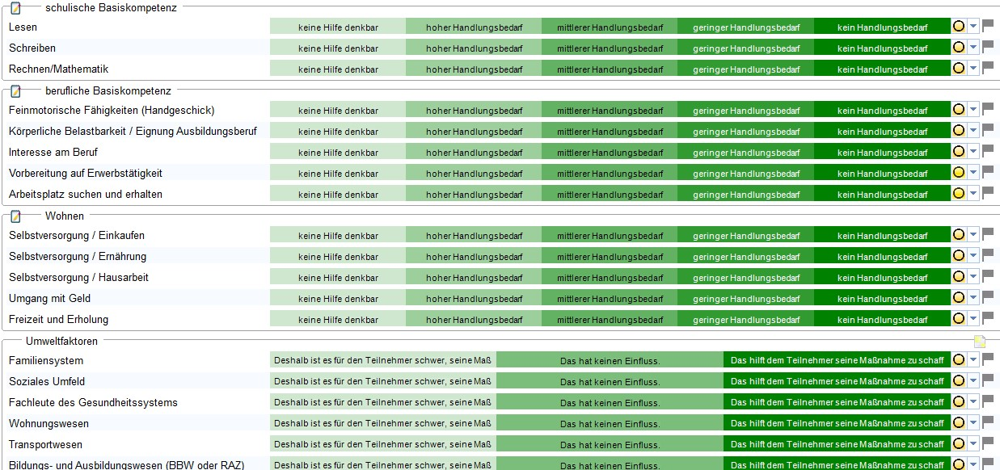 schulische Basiskompetenz
Lesen keine Hilfe denkbar hoher Handlungsbedarf mittlerer Handlungsbedarf geringer Handlungsbedarf kein Handlungsbedarf
Schreiben keine Hilfe denkbar hoher Handlungsbedarf mittlerer Handlungsbedarf geringer Handlungsbedarf kein Handlungsbedarf
Rechnen/Mathematik keine Hilfe denkbar hoher Handlungsbedarf mittlerer Handlungsbedarf geringer Handlungsbedarf kein Handlungsbedarf
berufliche Basiskompetenz
Feinmotorische Fähigkeiten (Handgeschick) keine Hilfe denkbar hoher Handlungsbedarf mittlerer Handlungsbedarf geringer Handlungsbedarf kein Handlungsbedarf
Körperliche Belastbarkeit / Eignung Ausbildungsberuf keine Hilfe denkbar hoher Handlungsbedarf mittlerer Handlungsbedarf geringer Handlungsbedarf kein Handlungsbedarf
Interesse am Beruf keine Hilfe denkbar hoher Handlungsbedarf mittlerer Handlungsbedarf geringer Handlungsbedarf kein Handlungsbedarf
Vorbereitung auf Erwerbstätigkeit keine Hilfe denkbar hoher Handlungsbedarf mittlerer Handlungsbedarf geringer Handlungsbedarf kein Handlungsbedarf
Arbeitsplatz suchen und erhalten keine Hilfe denkbar hoher Handlungsbedarf mittlerer Handlungsbedarf geringer Handlungsbedarf kein Handlungsbedarf
Wohnen
Selbstversorgung / Einkaufen keine Hilfe denkbar hoher Handlungsbedarf mittlerer Handlungsbedarf geringer Handlungsbedarf kein Handlungsbedarf
Selbstversorgung / Ernährung keine Hilfe denkbar hoher Handlungsbedarf mittlerer Handlungsbedarf geringer Handlungsbedarf kein Handlungsbedarf
Selbstversorgung / Hausarbeit keine Hilfe denkbar hoher Handlungsbedarf mittlerer Handlungsbedarf geringer Handlungsbedarf kein Handlungsbedarf
Umgang mit Geld keine Hilfe denkbar hoher Handlungsbedarf mittlerer Handlungsbedarf geringer Handlungsbedarf kein Handlungsbedarf
Freizeit und Erholung keine Hilfe denkbar hoher Handlungsbedarf mittlerer Handlungsbedarf geringer Handlungsbedarf kein Handlungsbedarf
Umweltfaktoren
Familiensystem Deshalb ist es für den Teilnehmer schwer, seine Maß Das hat keinen Einfluss. Das hilft dem Teilnehmer seine Maßnahme zu schaff
Soziales Umfeld Deshalb ist es für den Teilnehmer schwer, seine Maß Das hat keinen Einfluss. Das hilft dem Teilnehmer seine Maßnahme zu schaff
Fachleute des Gesundheitssystems Deshalb ist es für den Teilnehmer schwer, seine Maß Das hat keinen Einfluss. Das hilft dem Teilnehmer seine Maßnahme zu schaff
Wohnungswesen Deshalb ist es für den Teilnehmer schwer, seine Maß Das hat keinen Einfluss. Das hilft dem Teilnehmer seine Maßnahme zu schaff
Transportwesen Deshalb ist es für den Teilnehmer schwer, seine Maß Das hat keinen Einfluss. Das hilft dem Teilnehmer seine Maßnahme zu schaff
Bildungs- und Ausbildungswesen (BBW oder RAZ) Deshalb ist es für den Teilnehmer schwer, seine Maß Das hat keinen Einfluss. Das hilft dem Teilnehmer seine Maßnahme zu schaff